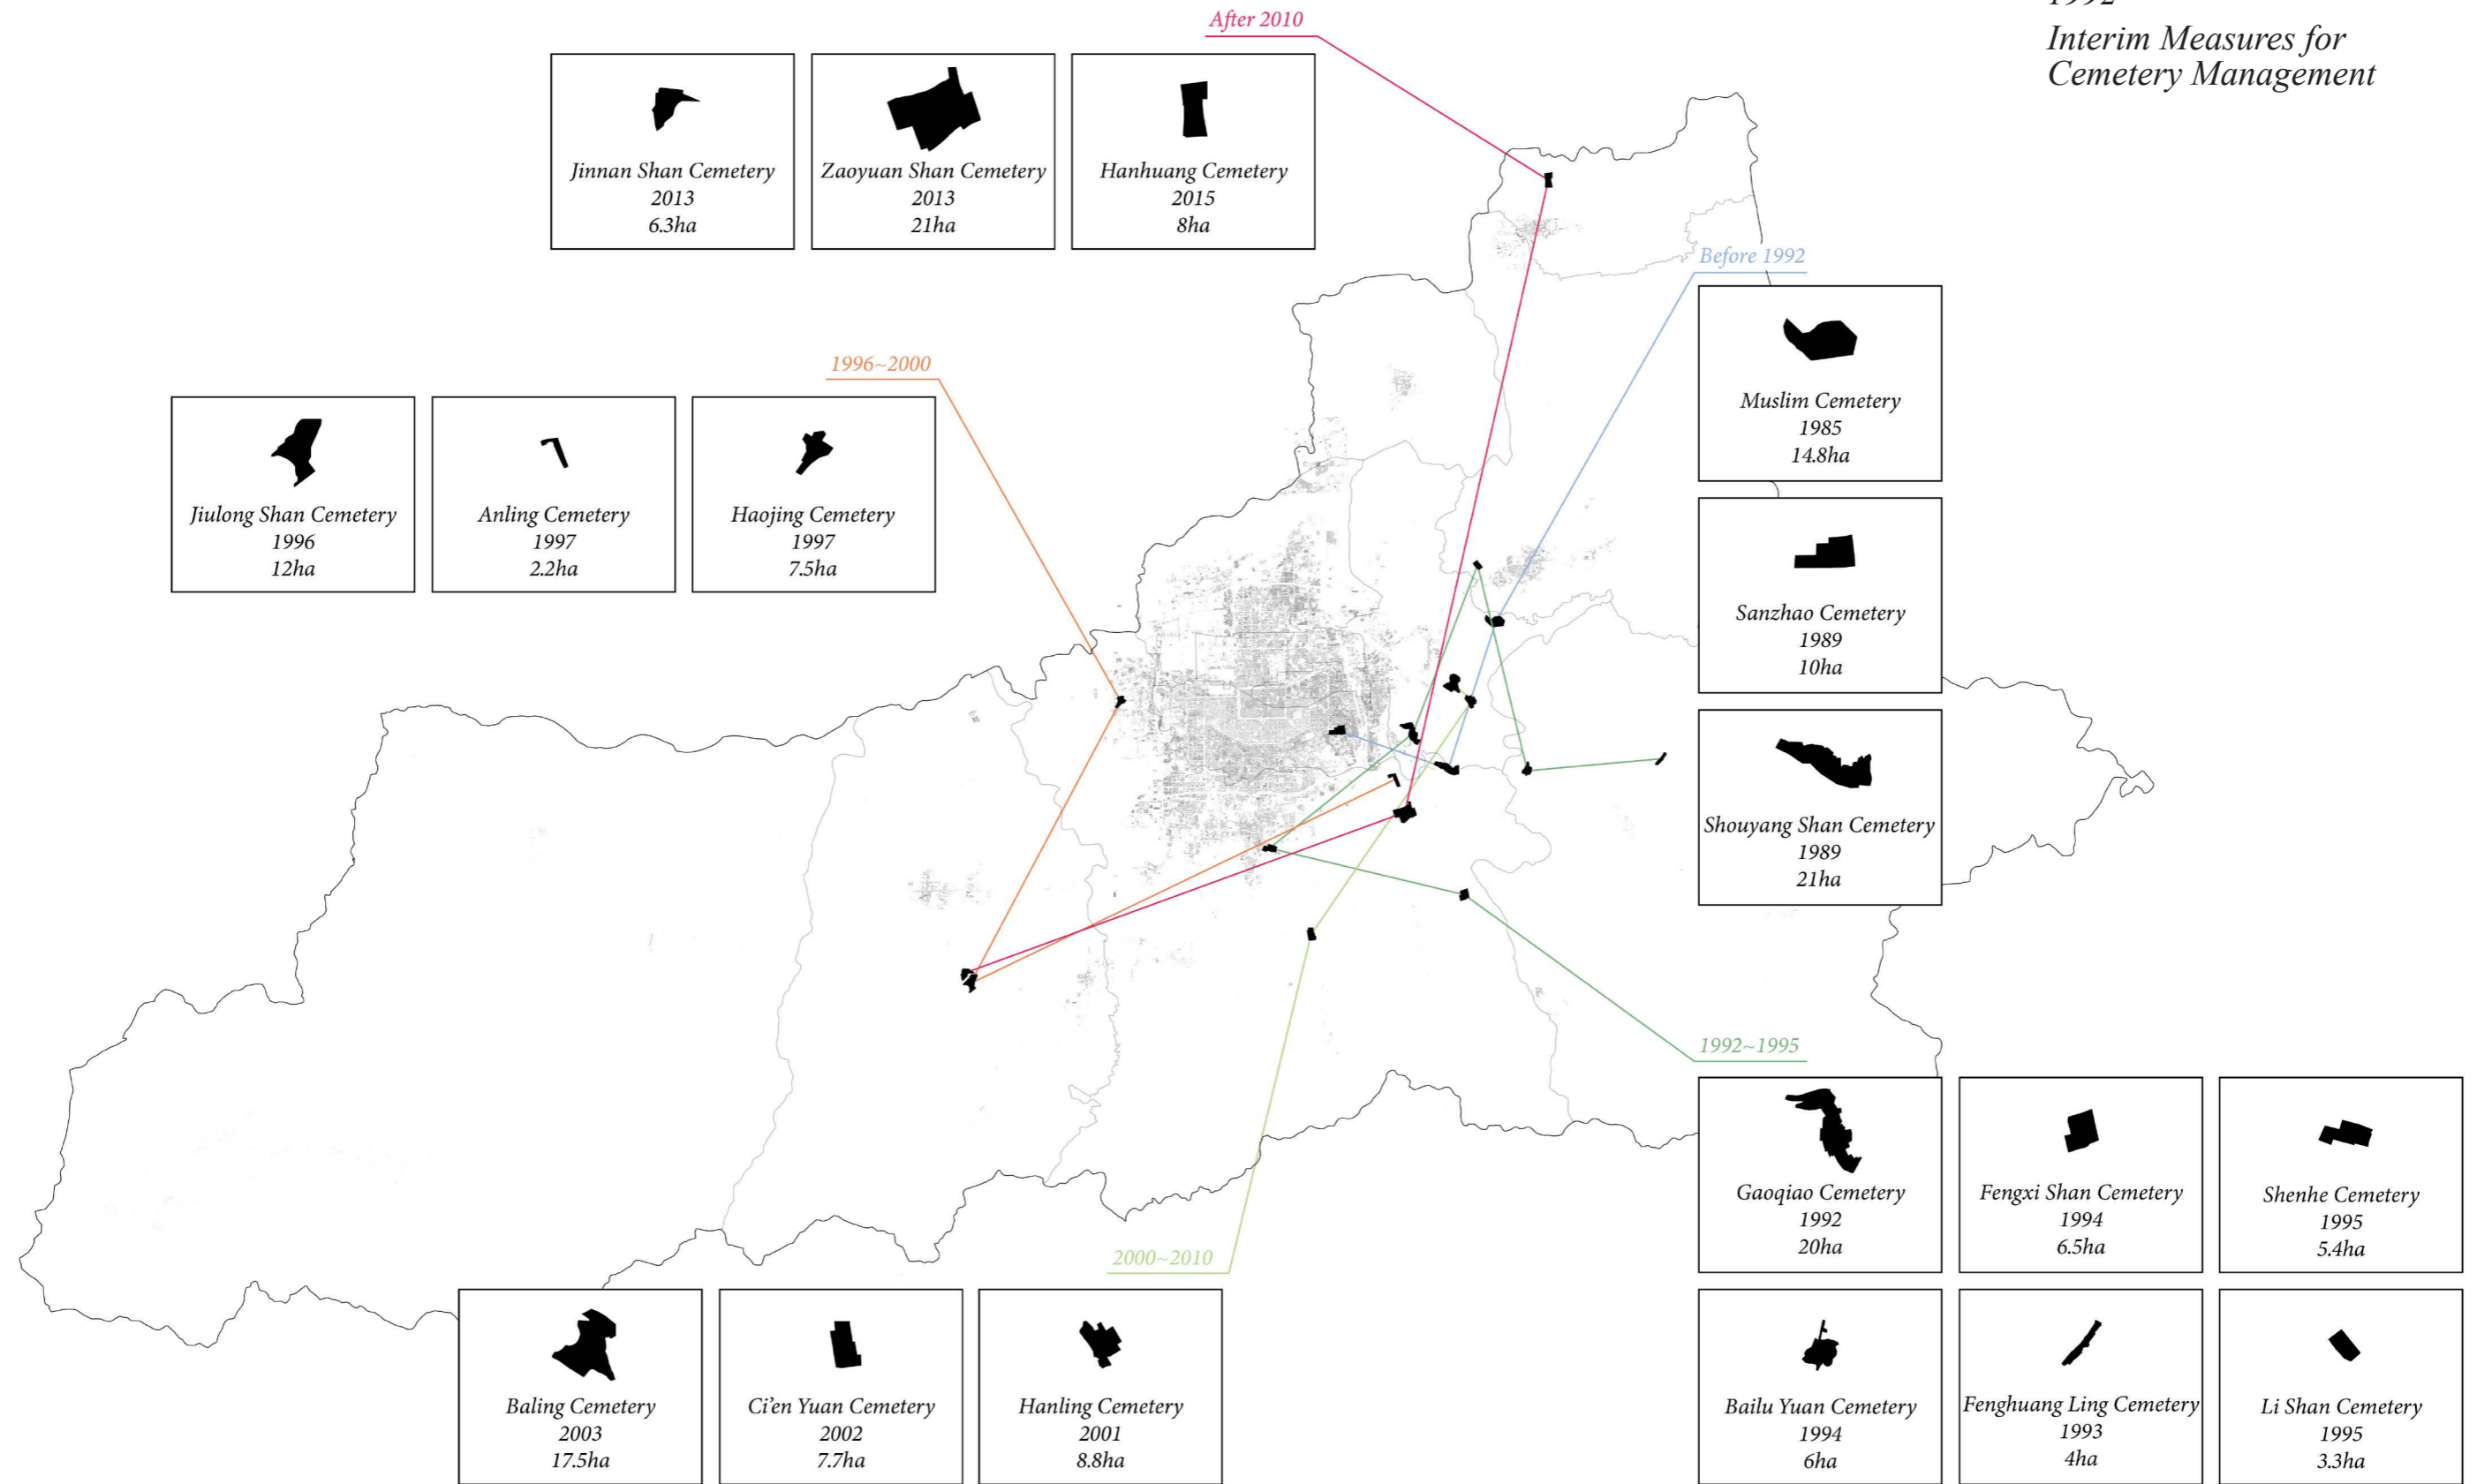 1992
Interim Measures for
Cemetery Management
After 2010
Jinnan Shan Cemetery
2013
6.3ha
Zaoyuan Shan Cemetery
2013
21ha
Hanhuang Cemetery
2015
8ha
Before 1992
Muslim Cemetery
1985
14.8ha
Sanzhao Cemetery
1989
10ha
Shouyang Shan Cemetery
1989
21ha
1996~2000
Jiulong Shan Cemetery
1996
12ha
Anling Cemetery
1997
2.2ha
Haojing Cemetery
1997
7.5ha
1992~1995
Gaoqiao Cemetery
1992
20ha
Fengxi Shan Cemetery
1994
6.5ha
Shenhe Cemetery
1995
5.4ha
Bailu Yuan Cemetery
1994
6ha
Fenghuang Ling Cemetery
1993
4ha
Li Shan Cemetery
1995
3.3ha
2000~2010
Baling Cemetery
2003
17.5ha
Ci'en Yuan Cemetery
2002
7.7ha
Hanling Cemetery
2001
8.8ha